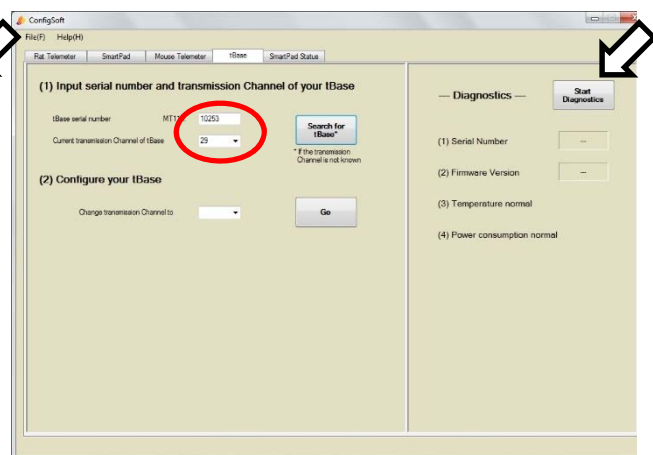 ConfigSoft
File(F) Help(H)
Rat Telemeter SmartPad Mouse Telemeter tBase SmartPad Status
(1) Input serial number and transmission Channel of your tBase
tBase serial number 10253
Search for tBase*
Current transmission Channel of tBase 29
* If the transmission
Channel is not known
(2) Configure your tBase
Change transmission Channel to
Go
— Diagnostics —
Start
Diagnostics
(1) Serial Number --
(2) Firmware Version --
(3) Temperature normal
(4) Power consumption normal